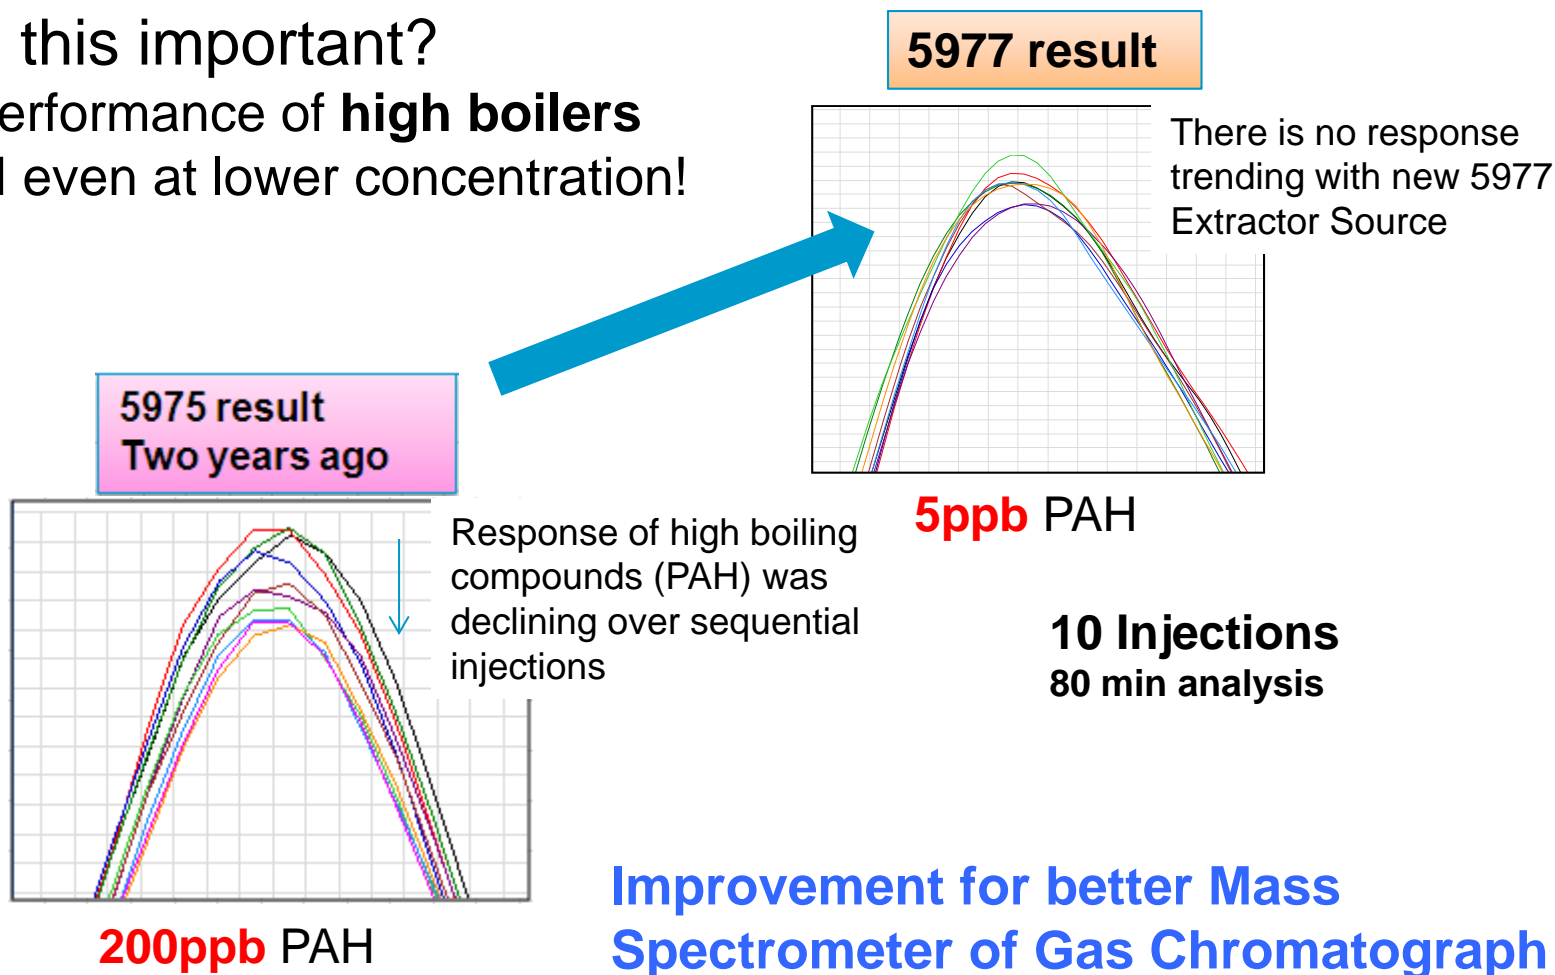 this important?
erformance of high boilers
even at lower concentration!
5977 result
There is no response
trending with new 5977
Extractor Source
5ppb PAH
5975 result
Two years ago
Response of high boiling
compounds (PAH) was
declining over sequential
injections
200ppb PAH
10 Injections
80 min analysis
Improvement for better Mass
Spectrometer of Gas Chromatograph